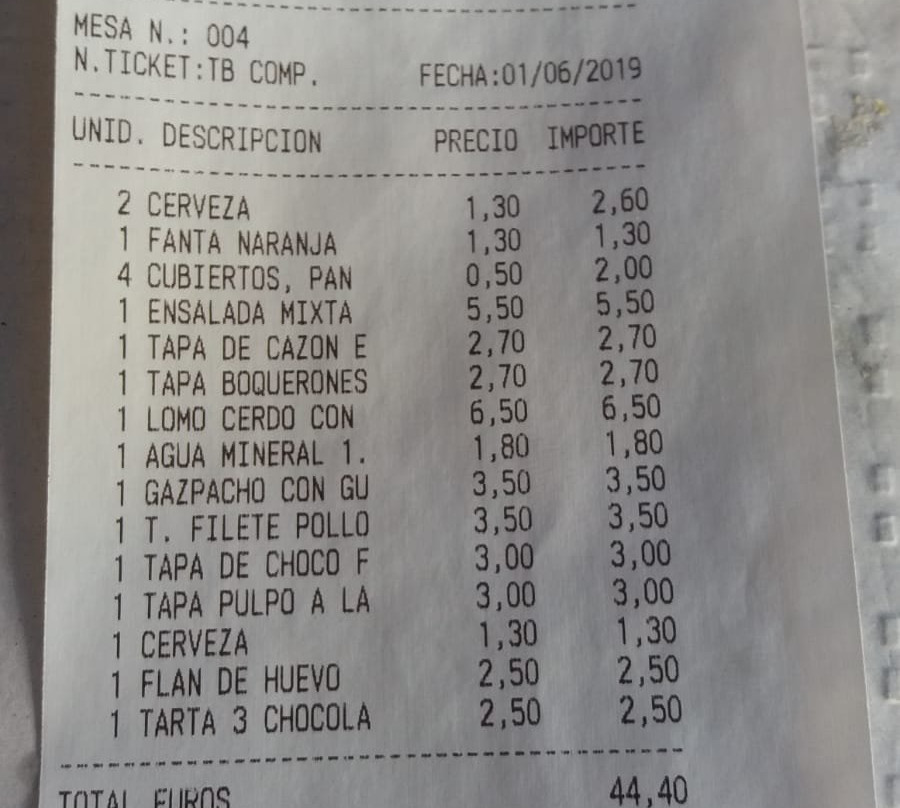 MESA N.: 004
N.TICKET:TB COMP. FECHA:01/06/2019
UNID. DESCRIPCION PRECIO IMPORTE
2 CERVEZA 1,30 2,60
1 FANTA NARANJA 1,30 1,30
4 CUBIERTOS, PAN 0,50 2,00
1 ENSALADA MIXTA 5,50 5,50
1 TAPA DE CAZON E 2,70 2,70
1 TAPA BOQUERONES 2,70 2,70
1 LOMO CERDO CON 6,50 6,50
1 AGUA MINERAL 1. 1,80 1,80
1 GAZPACHO CON GU 3,50 3,50
1 T. FILETE POLLO 3,50 3,50
1 TAPA DE CHOCO F 3,00 3,00
1 TAPA PULPO A LA 3,00 3,00
1 CERVEZA 1,30 1,30
1 FLAN DE HUEVO 2,50 2,50
1 TARTA 3 CHOCOLA 2,50 2,50
TOTAL EUROS 44,40